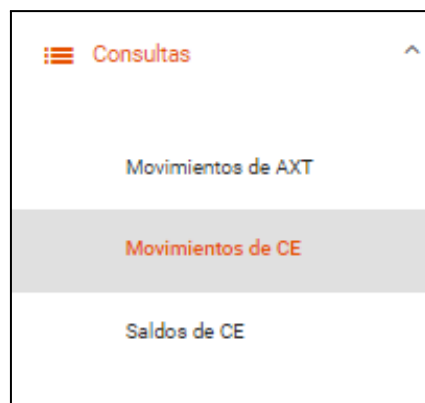 Consultas
Movimientos de AXT
Movimientos de CE
Saldos de CE